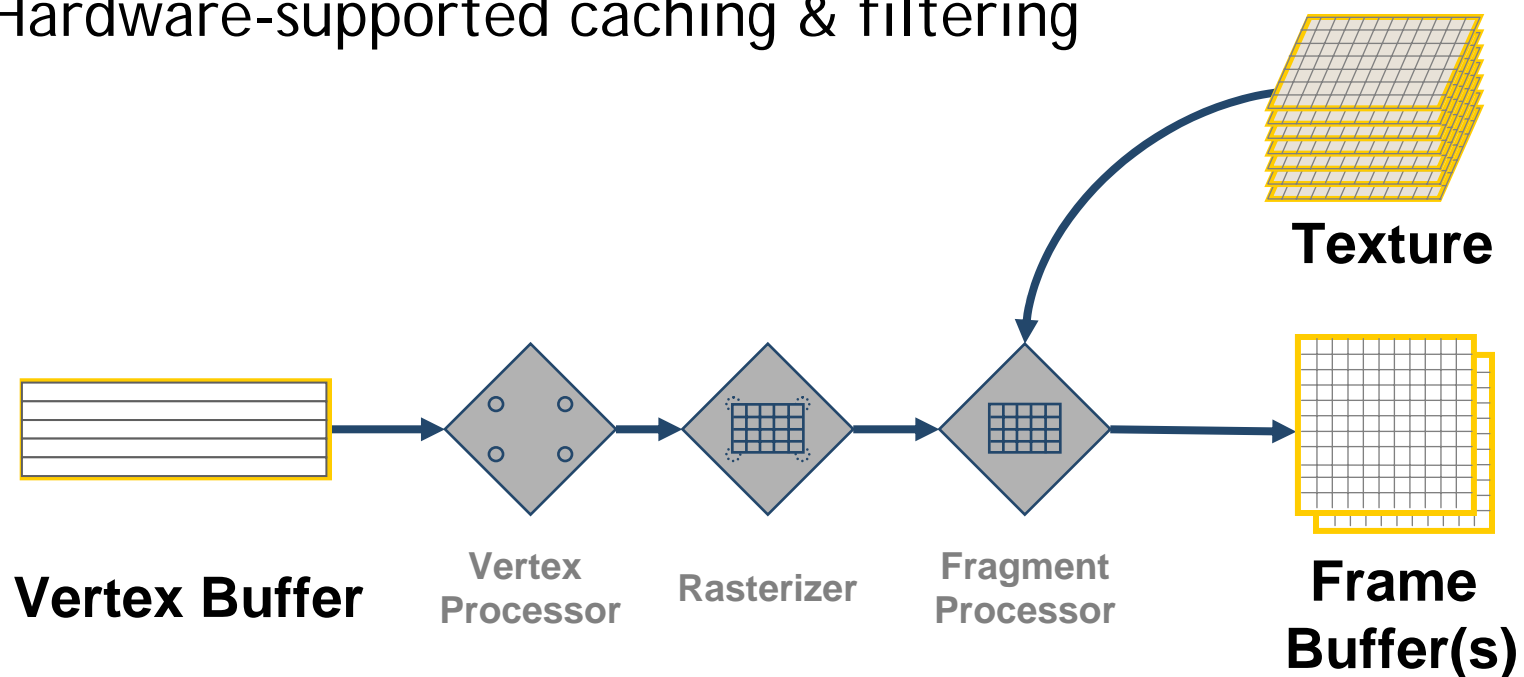 Hardware-supported caching & filtering
Texture
Vertex Buffer
Vertex
Processor
Rasterizer
Fragment
Processor
Frame
Buffer(s)